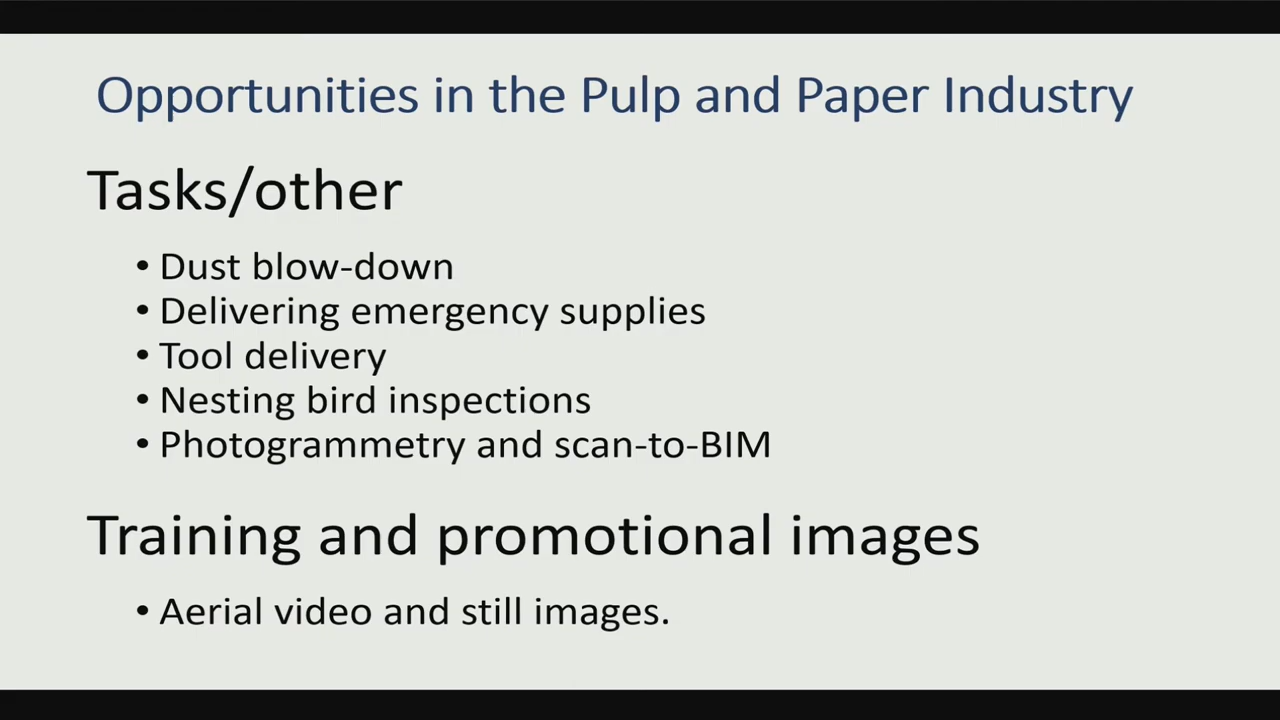 Opportunities in the Pulp and Paper Industry
Tasks/other
• Dust blow-down
• Delivering emergency supplies
• Tool delivery
• Nesting bird inspections
• Photogrammetry and scan-to-BIM
Training and promotional images
• Aerial video and still images.